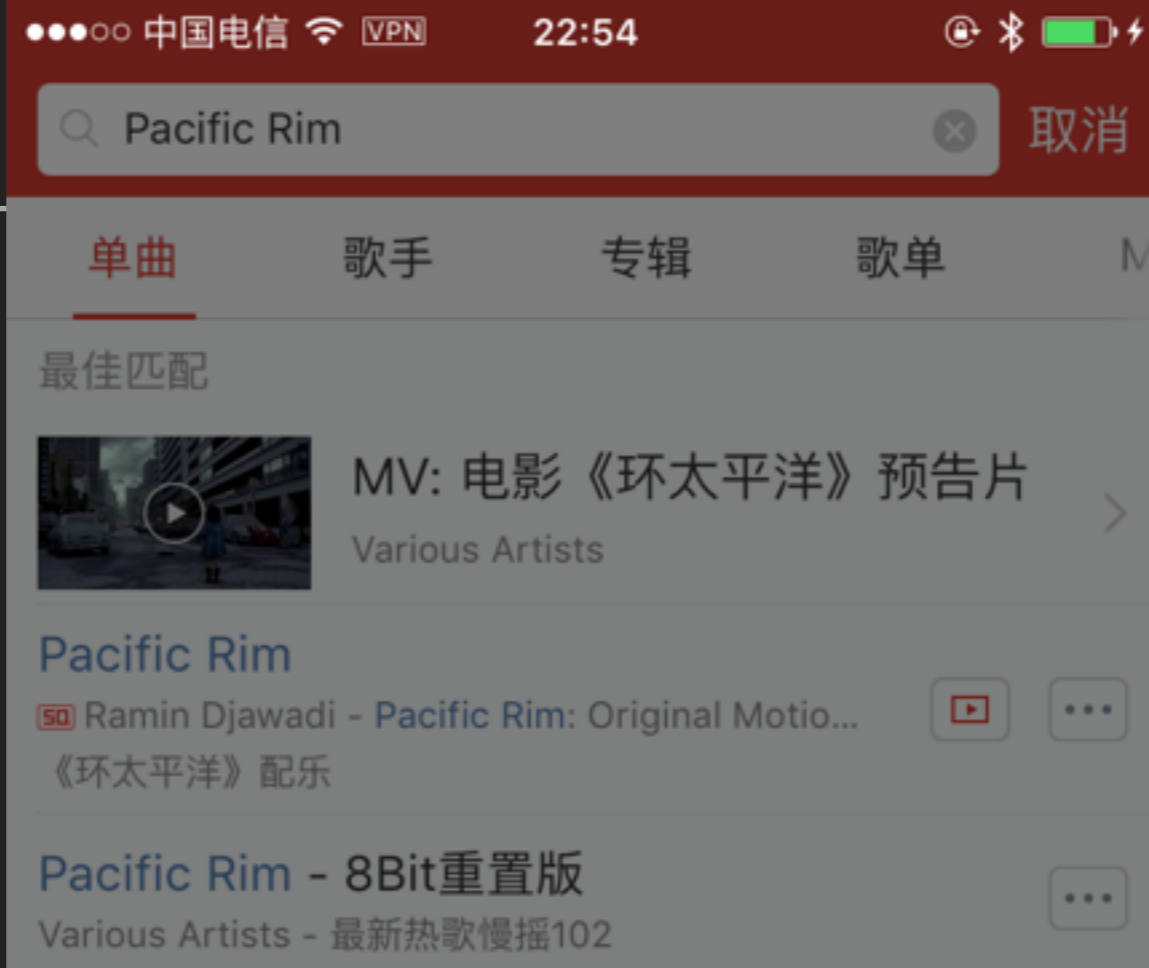 中国电信 VPN 22:54
Pacific Rim 取消
单曲 歌手 专辑 歌单 M
最佳匹配
MV: 电影《环太平洋》预告片
Various Artists
Pacific Rim
SQ Ramin Djawadi - Pacific Rim: Original Motio...
《环太平洋》配乐
Pacific Rim - 8Bit重置版
Various Artists - 最新热歌慢摇102